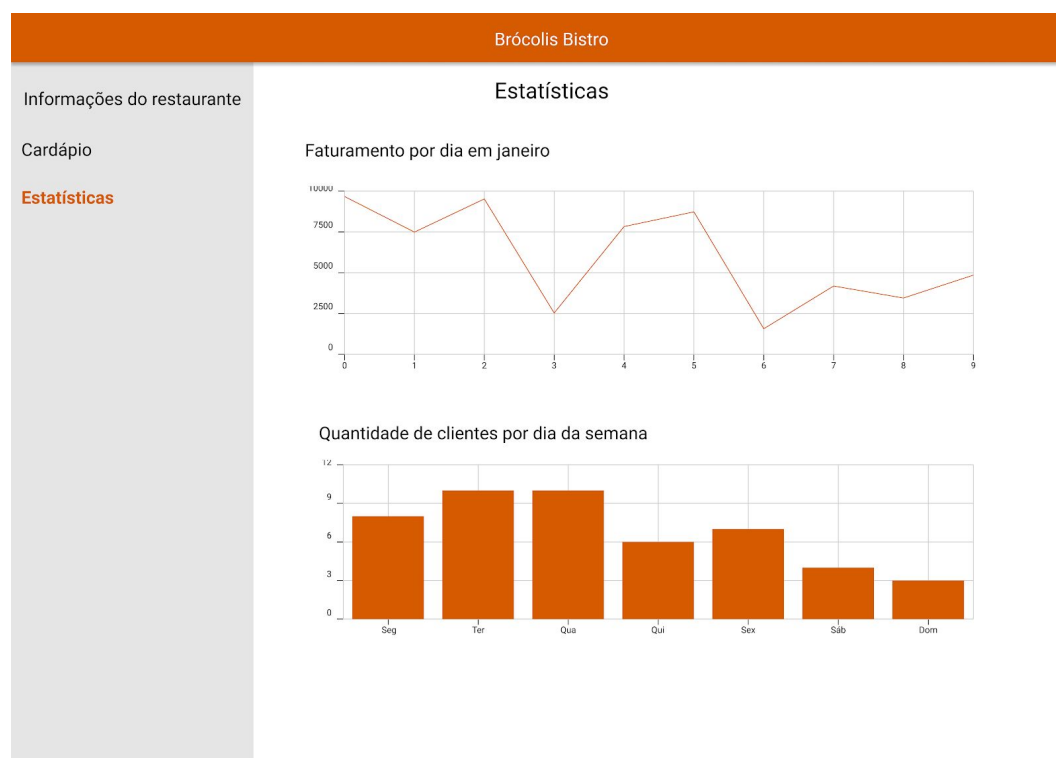 Brócolis Bistro
Informações do restaurante
Cardápio
Estatísticas
Estatísticas
Faturamento por dia em janeiro
10000
7500
5000
2500
0
0 1 2 3 4 5 6 7 8 9
Quantidade de clientes por dia da semana
12
9
6
3
0
Seg Ter Qua Qui Sex Sáb Dom